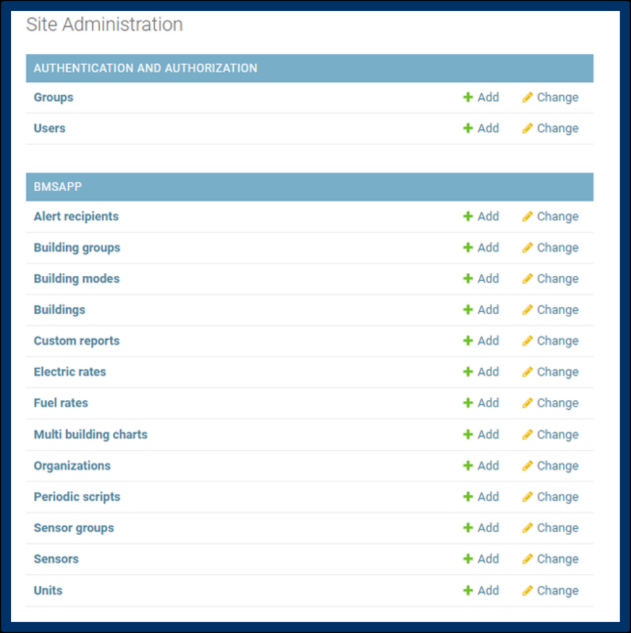 Site Administration
AUTHENTICATION AND AUTHORIZATION
Groups Add Change
Users Add Change
BMSAPP
Alert recipients Add Change
Building groups Add Change
Building modes Add Change
Buildings Add Change
Custom reports Add Change
Electric rates Add Change
Fuel rates Add Change
Multi building charts Add Change
Organizations Add Change
Periodic scripts Add Change
Sensor groups Add Change
Sensors Add Change
Units Add Change